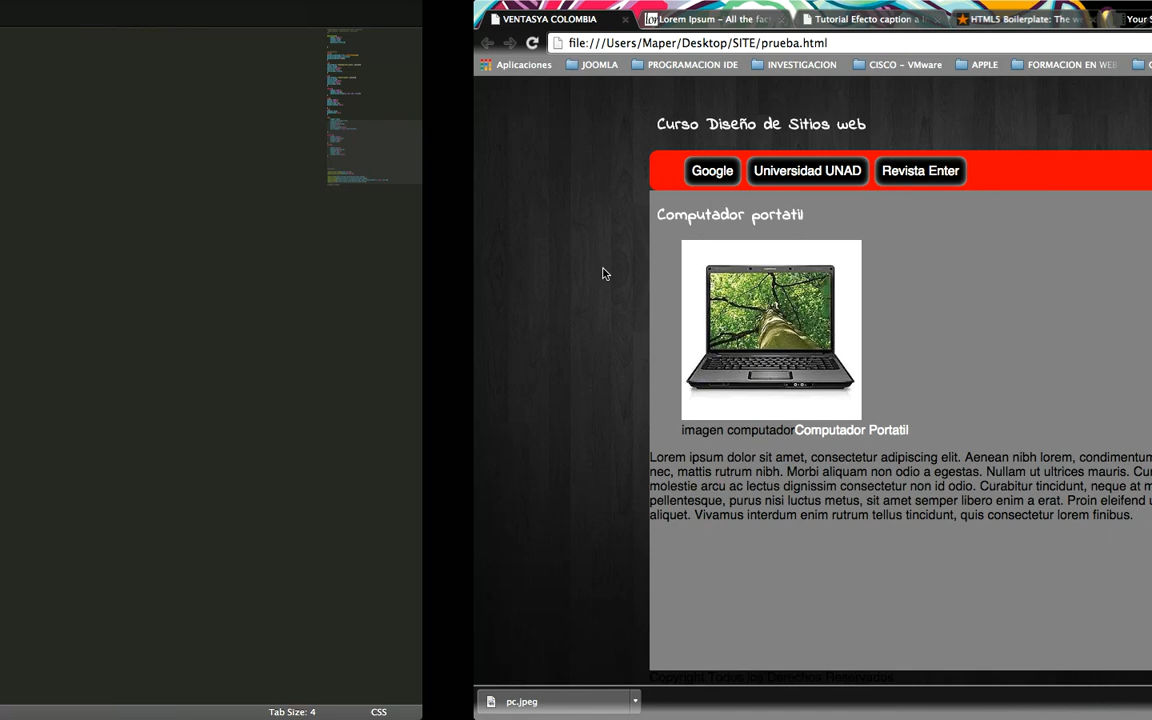 VENTASYA COLOMBIA
Lorem Ipsum – All the fac
Tutorial Efecto caption a
HTML5 Boilerplate: The w
Your S
file:///Users/Maper/Desktop/SITE/prueba.html
Aplicaciones
JOOMLA
PROGRAMACION IDE
INVESTIGACION
CISCO – VMware
APPLE
FORMACION EN WEB
Curso Diseño de Sitios web
Google
Universidad UNAD
Revista Enter
Computador portatil
imagen computadorComputador Portatil
Lorem ipsum dolor sit amet, consectetur adipiscing elit. Aenean nibh lorem, condimentum
nec, mattis rutrum nibh. Morbi aliquam non odio a egestas. Nullam ut ultrices mauris. Cu
molestie arcu ac lectus dignissim consectetur non id odio. Curabitur tincidunt, neque at m
pellentesque, purus nisi luctus metus, sit amet semper libero enim a erat. Proin eleifend u
aliquet. Vivamus interdum enim rutrum tellus tincidunt, quis consectetur lorem finibus.
Copyright Todos los Derechos Reservados
pc.jpeg
Tab Size: 4
CSS